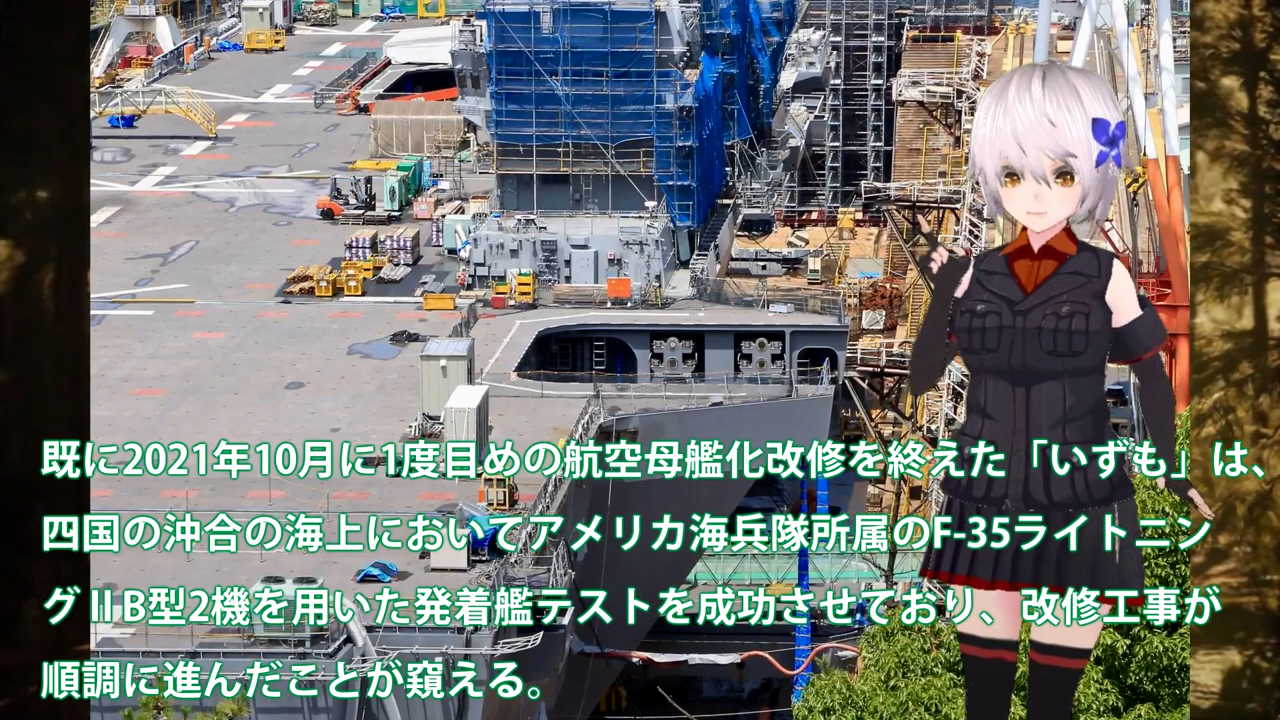 既に2021年10月に1度目めの航空母艦化改修を終えた「いずも」は、
四国の沖合の海上においてアメリカ海兵隊所属のF-35ライトニン
グⅡB型2機を用いた発着艦テストを成功させており、改修工事が
順調に進んだことが窺える。